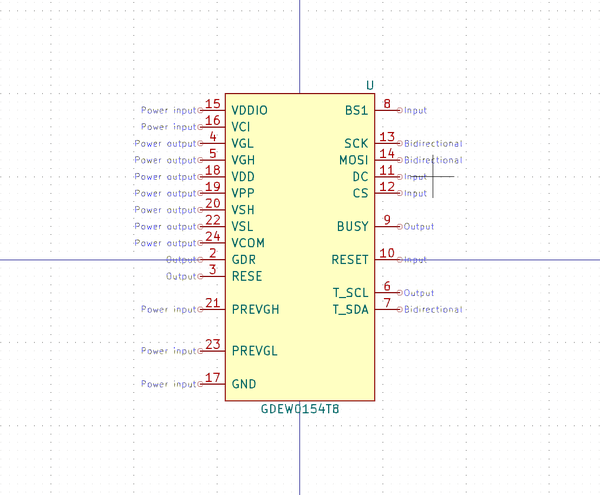 U
Power input 15 VDDIO BS1 8 Input
Power input 16 VCI
Power output 4 VGL SCK 13 Bidirectional
Power output 5 VGH MOSI 14 Bidirectional
Power output 18 VDD DC 11 Input
Power output 19 VPP CS 12 Input
Power output 20 VSH
Power output 22 VSL BUSY 9 Output
Power output 24 VCOM
Output 2 GDR RESET 10 Input
Output 3 RESE
T_SCL 6 Output
Power input 21 PREVGH T_SDA 7 Bidirectional
Power input 23 PREVGL
Power input 17 GND
GDEW0154T8